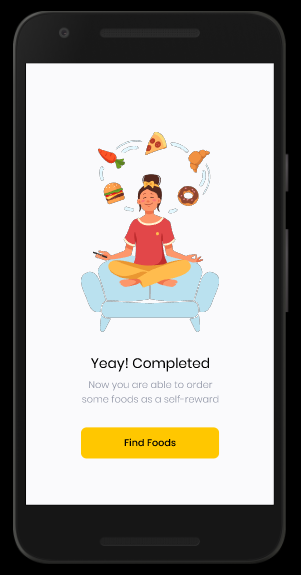 Yeay! Completed
Now you are able to order
some foods as a self-reward
Find Foods